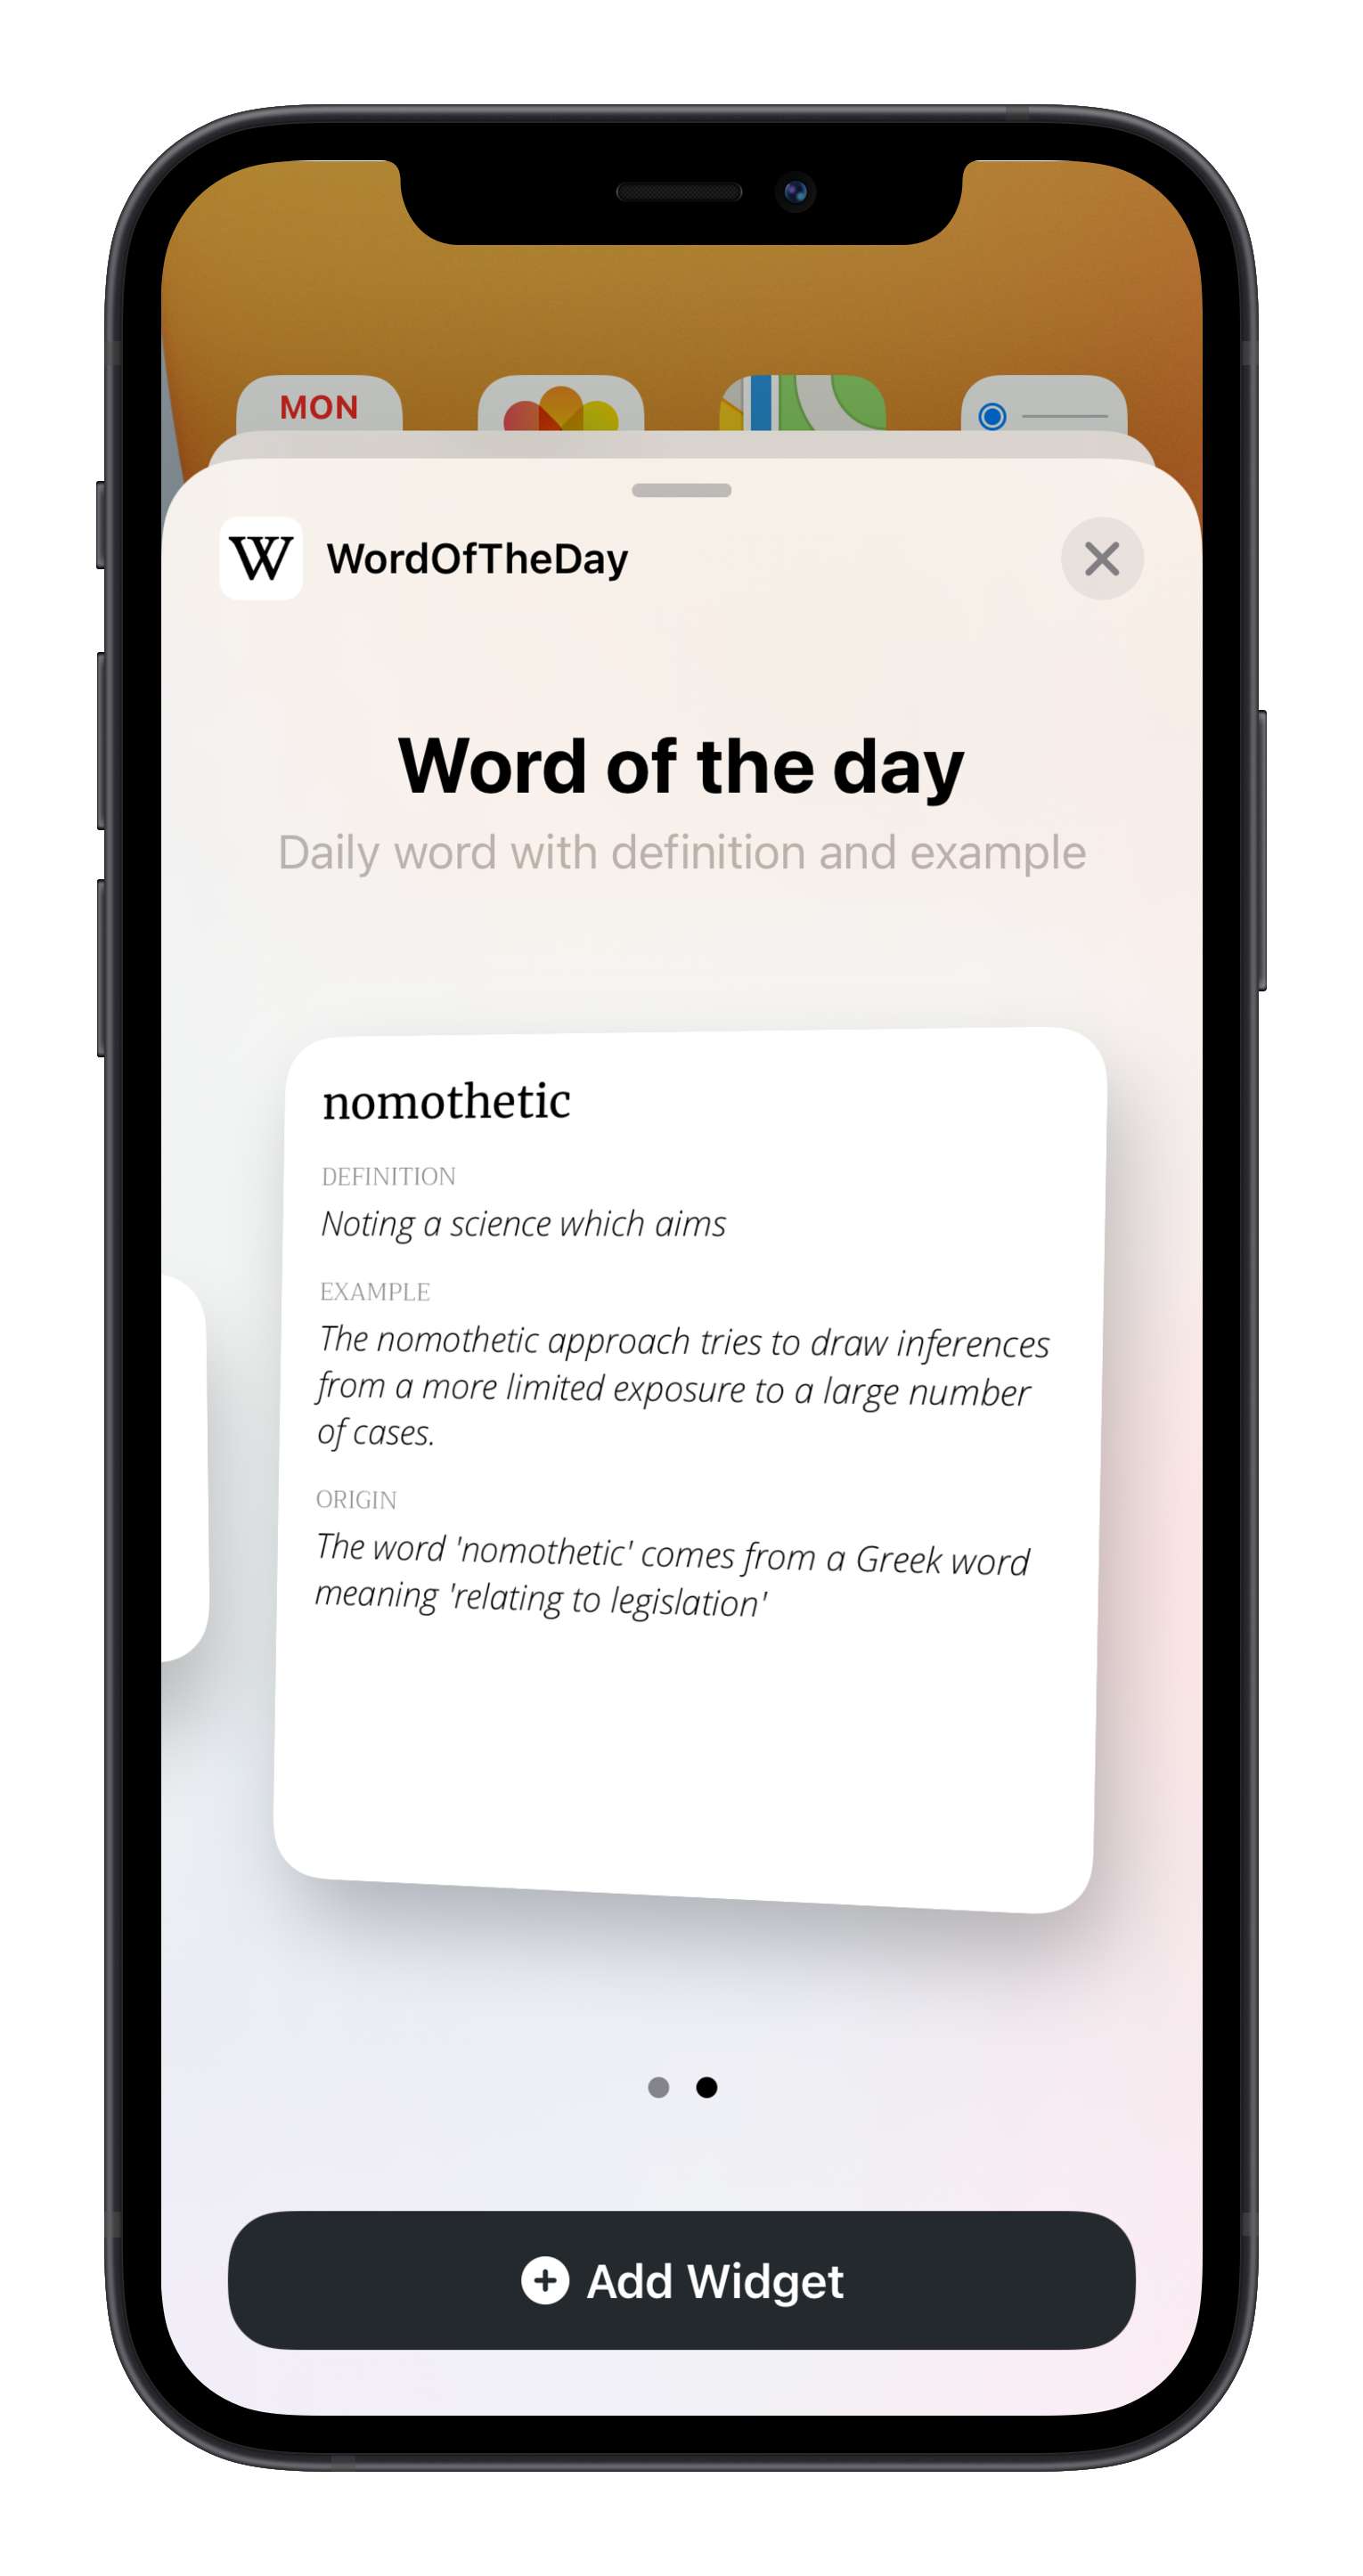 MON
W WordOfTheDay
Word of the day
Daily word with definition and example
nomothetic
DEFINITION
Noting a science which aims
EXAMPLE
The nomothetic approach tries to draw inferences
from a more limited exposure to a large number
of cases.
ORIGIN
The word 'nomothetic' comes from a Greek word
meaning 'relating to legislation'
Add Widget